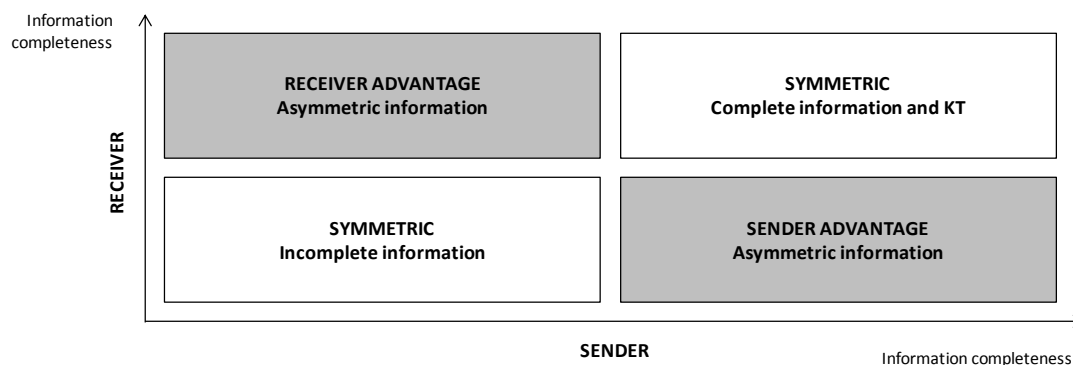 Information
completeness
RECEIVER ADVANTAGE
Asymmetric information
SYMMETRIC
Complete information and KT
RECEIVER
SYMMETRIC
Incomplete information
SENDER ADVANTAGE
Asymmetric information
SENDER
Information completeness